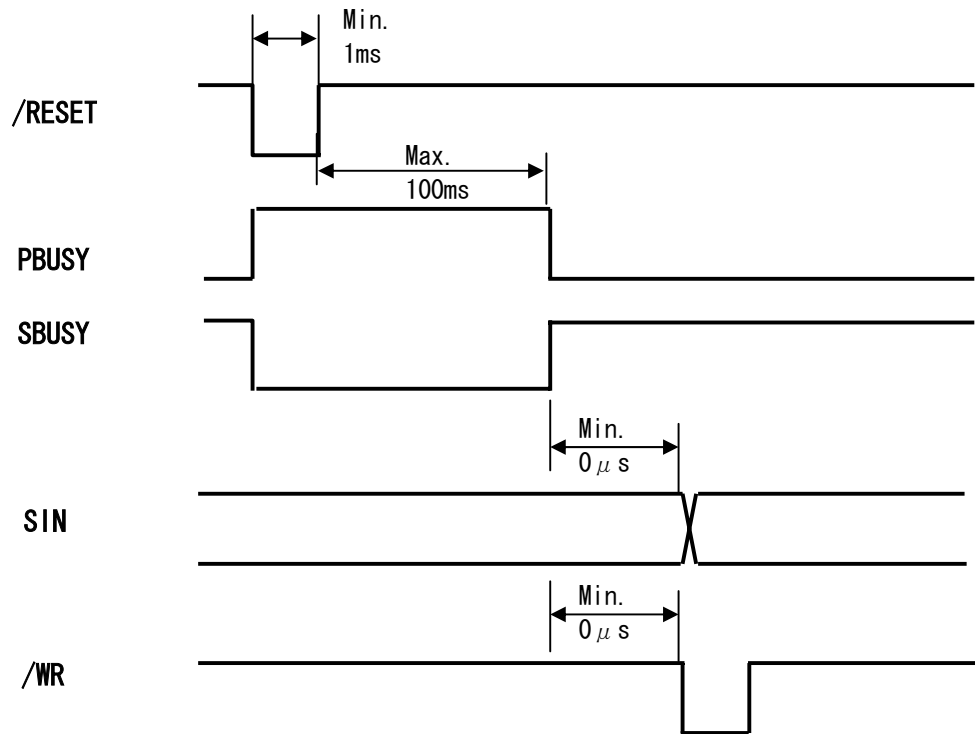 Min.
1ms
/RESET
Max.
100ms
PBUSY
SBUSY
Min.
0μs
SIN
Min.
0μs
/WR